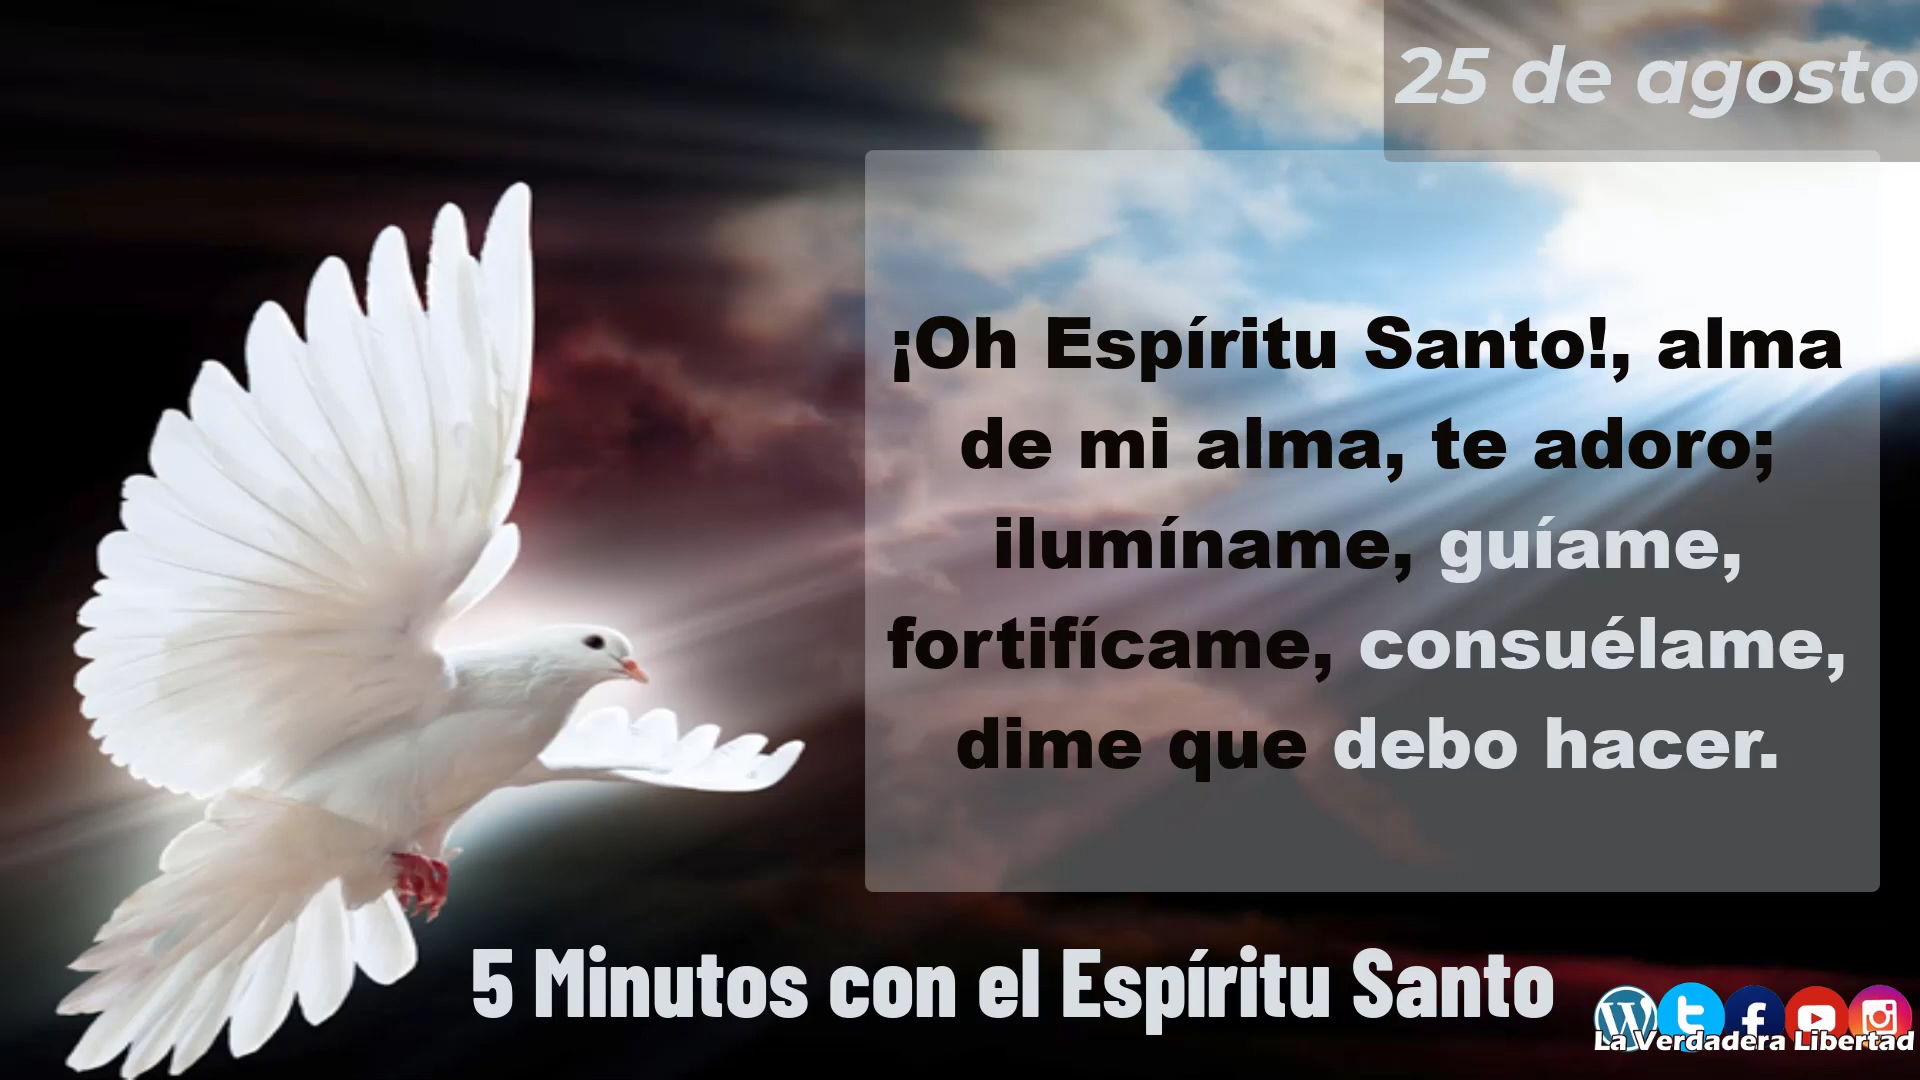 25 de agosto
¡Oh Espíritu Santo!, alma
de mi alma, te adoro;
ilumíname, guíame,
fortifícame, consuélame,
dime que debo hacer.
5 Minutos con el Espíritu Santo
La Verdadera Libertad